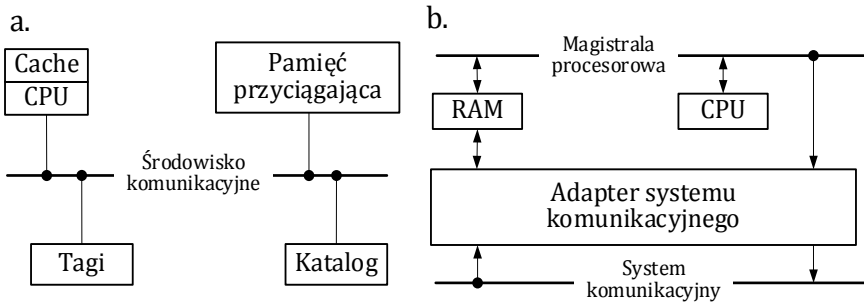 a.
Cache
CPU
Pamięć
przyciągająca
Środowisko
komunikacyjne
Tagi
Katalog
b.
Magistrala
procesorowa
RAM
CPU
Adapter systemu
komunikacyjnego
System
komunikacyjny